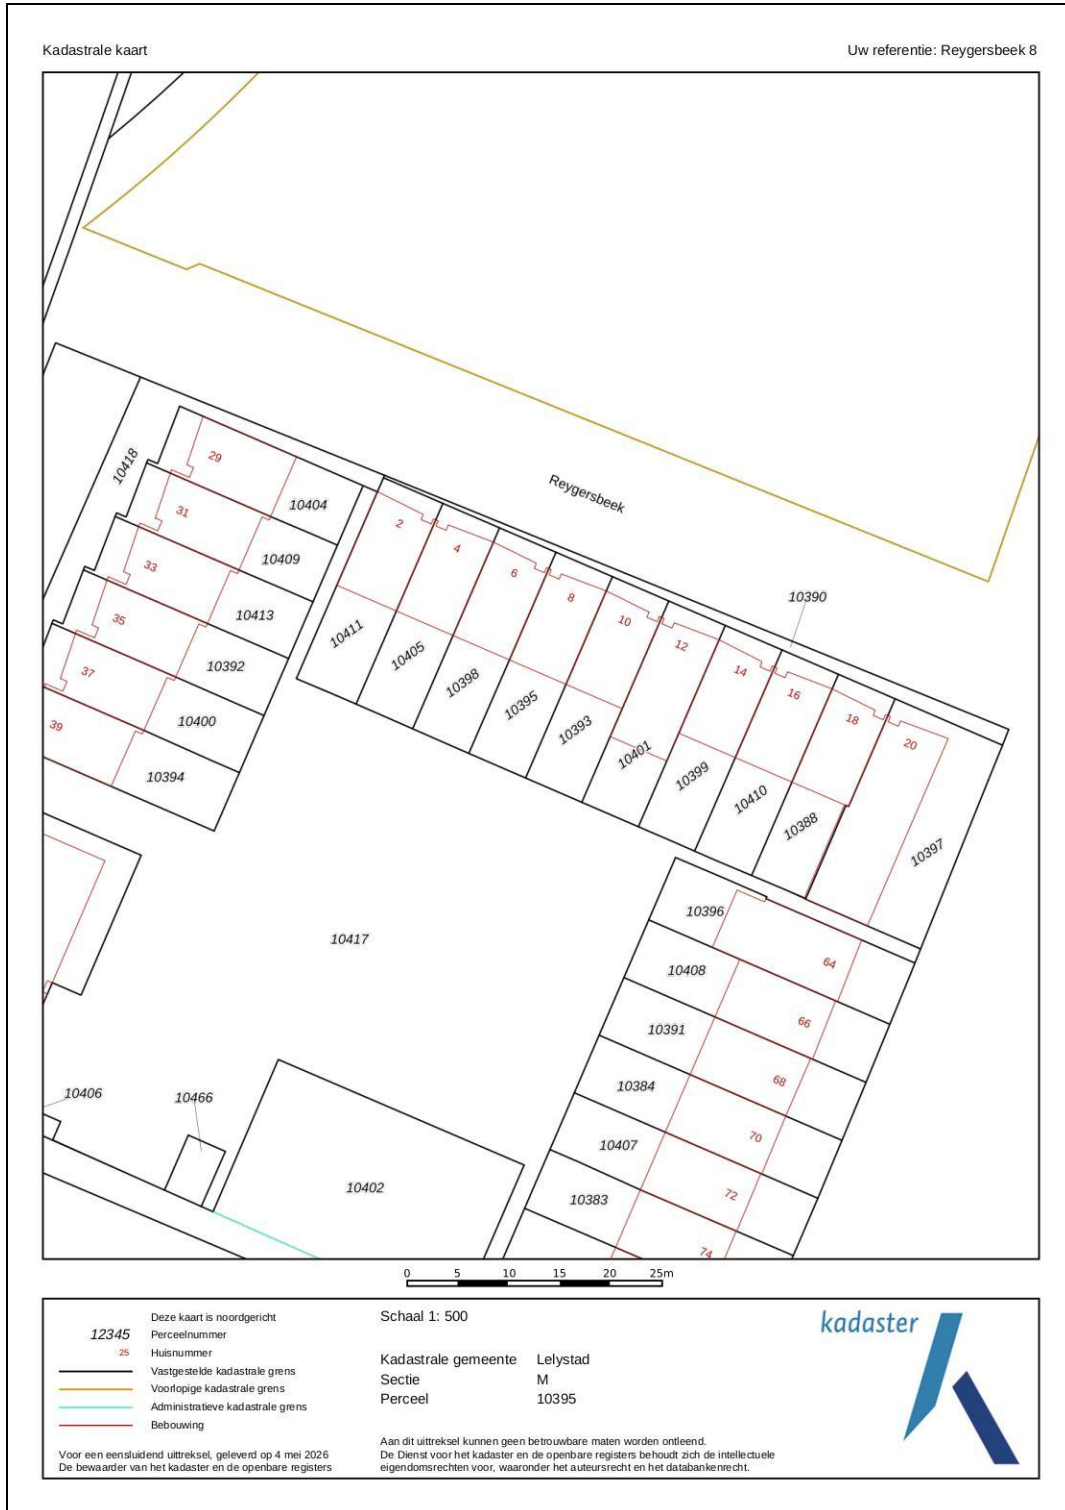 Kadastrale kaart
Uw referentie: Reygersbeek 8
Reygersbeek
10418
29
31
33
35
37
39
10404
10409
10413
10392
10400
10394
2
4
6
8
10
12
14
16
18
20
10390
10411
10405
10398
10395
10393
10401
10399
10410
10388
10397
10417
10396
10408
10391
10384
10407
10383
64
66
68
70
72
74
10406
10466
10402
0 5 10 15 20 25m
Deze kaart is noordgericht
12345 Perceelnummer
25 Huisnummer
Vastgestelde kadastrale grens
Voorlopige kadastrale grens
Administratieve kadastrale grens
Bebouwing
Voor een eensluidend uittreksel, geleverd op 4 mei 2026
De bewaarder van het kadaster en de openbare registers
Schaal 1: 500
Kadastrale gemeente Lelystad
Sectie M
Perceel 10395
Aan dit uittreksel kunnen geen betrouwbare maten worden ontleend.
De Dienst voor het kadaster en de openbare registers behoudt zich de intellectuele
eigendomsrechten voor, waaronder het auteursrecht en het databankenrecht.
kadaster